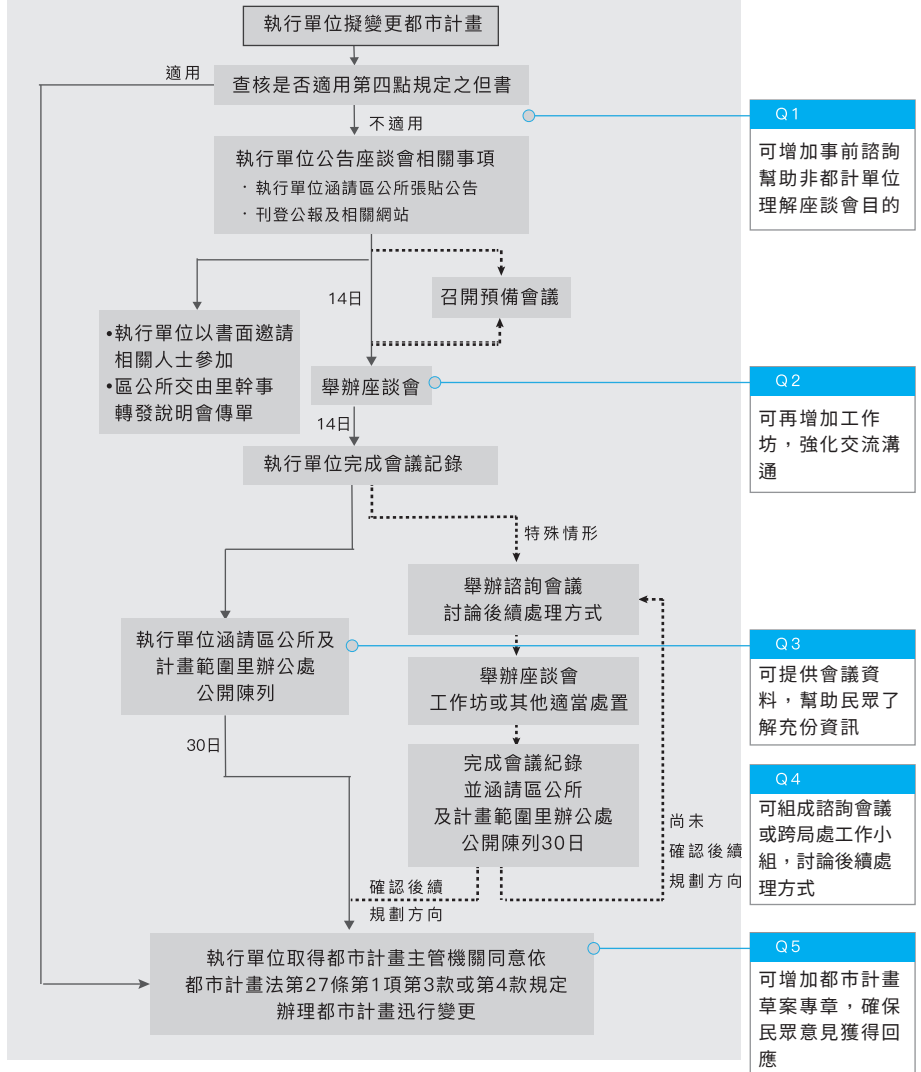 執行單位擬變更都市計畫
適用
查核是否適用第四點規定之但書
不適用
執行單位公告座談會相關事項
· 執行單位涵請區公所張貼公告
· 刊登公報及相關網站
14日
召開預備會議
•執行單位以書面邀請
相關人士參加
•區公所交由里幹事
轉發說明會傳單
舉辦座談會
14日
執行單位完成會議記錄
特殊情形
舉辦諮詢會議
討論後續處理方式
執行單位涵請區公所及
計畫範圍里辦公處
公開陳列
舉辦座談會
工作坊或其他適當處置
30日
完成會議紀錄
並涵請區公所
及計畫範圍里辦公處
公開陳列30日
尚未
確認後續
規劃方向
確認後續
規劃方向
執行單位取得都市計畫主管機關同意依
都市計畫法第27條第1項第3款或第4款規定
辦理都市計畫迅行變更
Q1
可增加事前諮詢
幫助非都計單位
理解座談會目的
Q2
可再增加工作
坊，強化交流溝
通
Q3
可提供會議資
料，幫助民眾了
解充份資訊
Q4
可組成諮詢會議
或跨局處工作小
組，討論後續處
理方式
Q5
可增加都市計畫
草案專章，確保
民眾意見獲得回
應